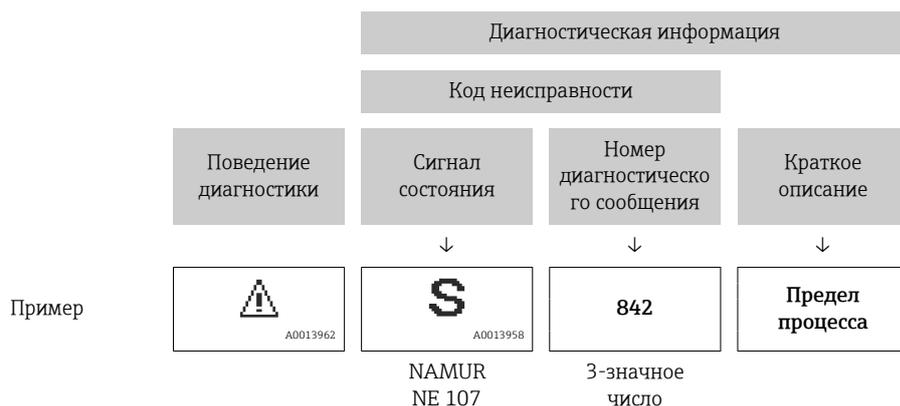 Диагностическая информация
Код неисправности
Поведение
диагностики
Сигнал
состояния
Номер
диагностическо
го сообщения
Краткое
описание
↓ ↓ ↓
Пример
A0013962
S
A0013958
842
Предел
процесса
NAMUR
NE 107
3-значное
число